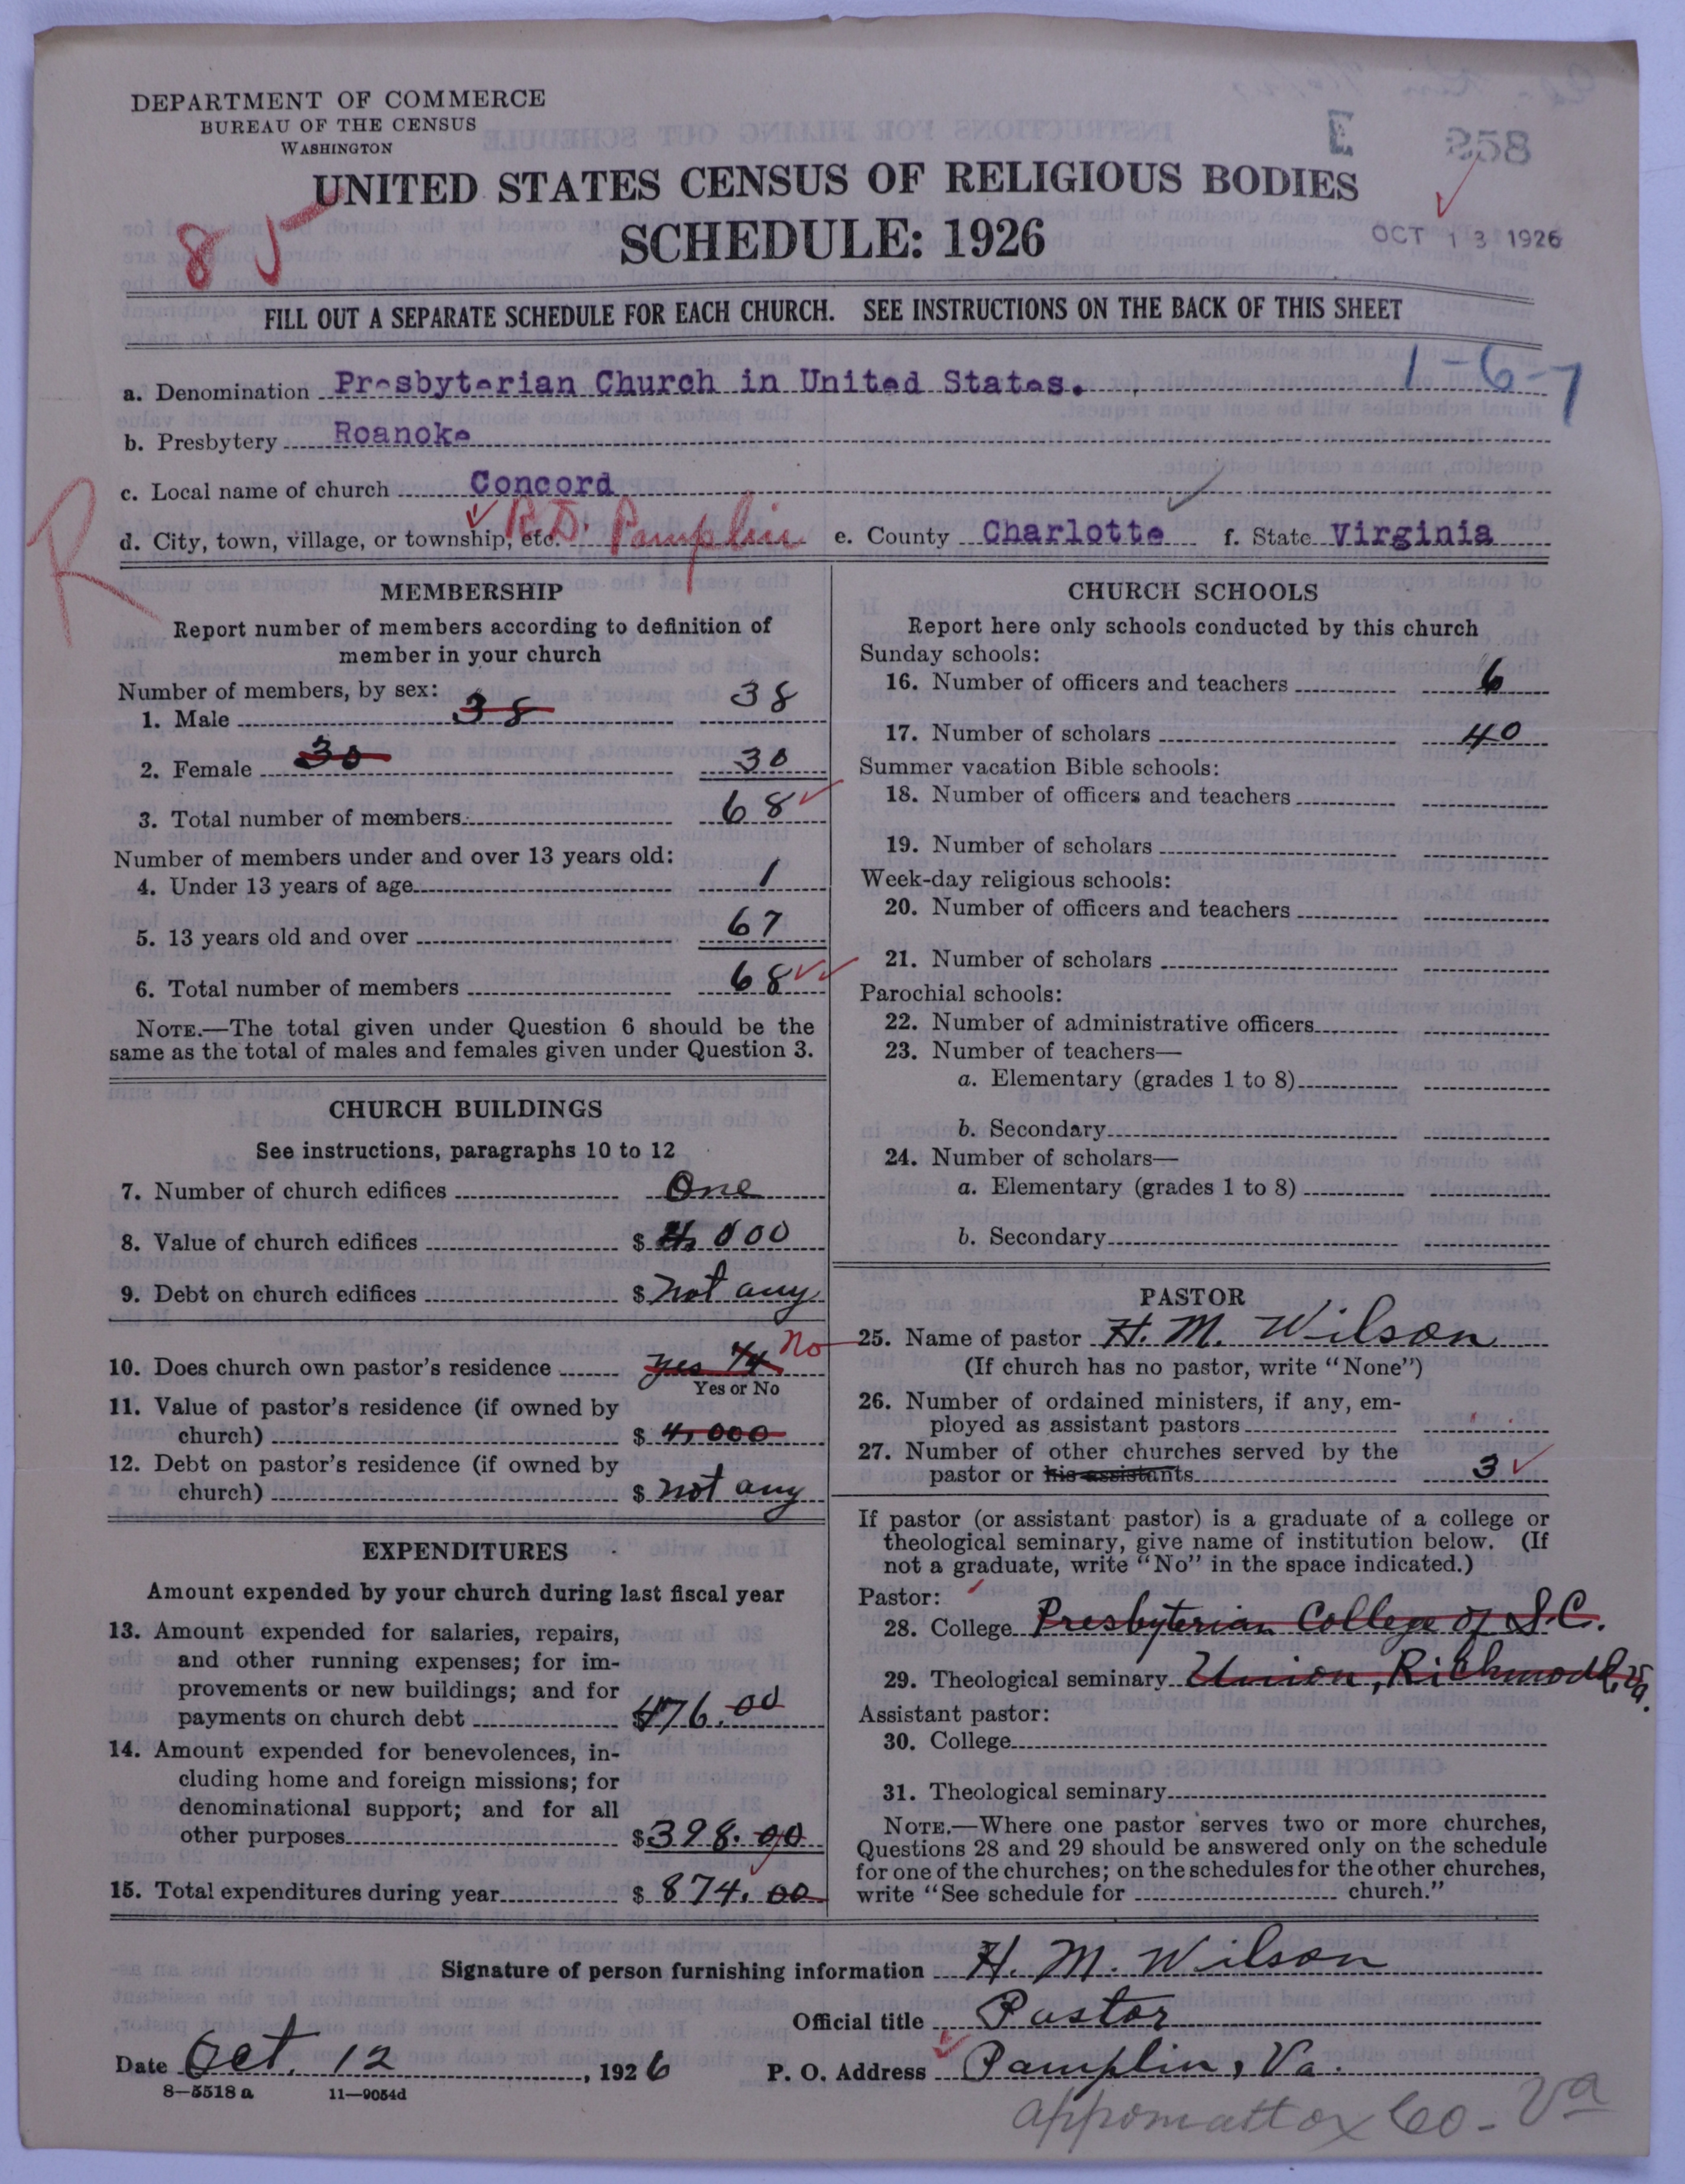 DEPARTMENT OF COMMERCE
BUREAU OF THE CENSUS
WASHINGTON
E 258
UNITED STATES CENSUS OF RELIGIOUS BODIES
85
SCHEDULE: 1926
OCT 13 1926
FILL OUT A SEPARATE SCHEDULE FOR EACH CHURCH. SEE INSTRUCTIONS ON THE BACK OF THIS SHEET
1-6-7
a. Denomination Presbyterian Church in United States.
b. Presbytery Roanoke
c. Local name of church Concord
R
d. City, town, village, or township, etc. R.D. Pamplin e. County Charlotte f. State Virginia
MEMBERSHIP
Report number of members according to definition of
member in your church
Number of members, by sex:
1. Male 38 38
2. Female 30 30
3. Total number of members 68
Number of members under and over 13 years old:
4. Under 13 years of age 1
5. 13 years old and over 67
6. Total number of members 68
NOTE.—The total given under Question 6 should be the
same as the total of males and females given under Question 3.
CHURCH BUILDINGS
See instructions, paragraphs 10 to 12
7. Number of church edifices One
8. Value of church edifices $ 4,000
9. Debt on church edifices $ not any
10. Does church own pastor's residence yes 1/4 No
Yes or No
11. Value of pastor's residence (if owned by
church) $ 4,000
12. Debt on pastor's residence (if owned by
church) $ not any
EXPENDITURES
Amount expended by your church during last fiscal year
13. Amount expended for salaries, repairs,
and other running expenses; for im-
provements or new buildings; and for
payments on church debt $476.00
14. Amount expended for benevolences, in-
cluding home and foreign missions; for
denominational support; and for all
other purposes $398.00
15. Total expenditures during year $ 874.00
CHURCH SCHOOLS
Report here only schools conducted by this church
Sunday schools:
16. Number of officers and teachers 6
17. Number of scholars 40
Summer vacation Bible schools:
18. Number of officers and teachers
19. Number of scholars
Week-day religious schools:
20. Number of officers and teachers
21. Number of scholars
Parochial schools:
22. Number of administrative officers
23. Number of teachers—
a. Elementary (grades 1 to 8)
b. Secondary
24. Number of scholars—
a. Elementary (grades 1 to 8)
b. Secondary
PASTOR
25. Name of pastor H. M. Wilson
(If church has no pastor, write "None")
26. Number of ordained ministers, if any, em-
ployed as assistant pastors
27. Number of other churches served by the
pastor or his assistants 3
If pastor (or assistant pastor) is a graduate of a college or
theological seminary, give name of institution below. (If
not a graduate, write "No" in the space indicated.)
Pastor:
28. College Presbyterian College of S.C.
29. Theological seminary Union, Richmond, Va.
Assistant pastor:
30. College
31. Theological seminary
NOTE.—Where one pastor serves two or more churches,
Questions 28 and 29 should be answered only on the schedule
for one of the churches; on the schedules for the other churches,
write "See schedule for church."
Signature of person furnishing information H. M. Wilson
Official title Pastor
Date Oct. 12, 1926 P. O. Address Pamplin, Va.
8—5518 a 11—9054d
Appomattox Co - Va